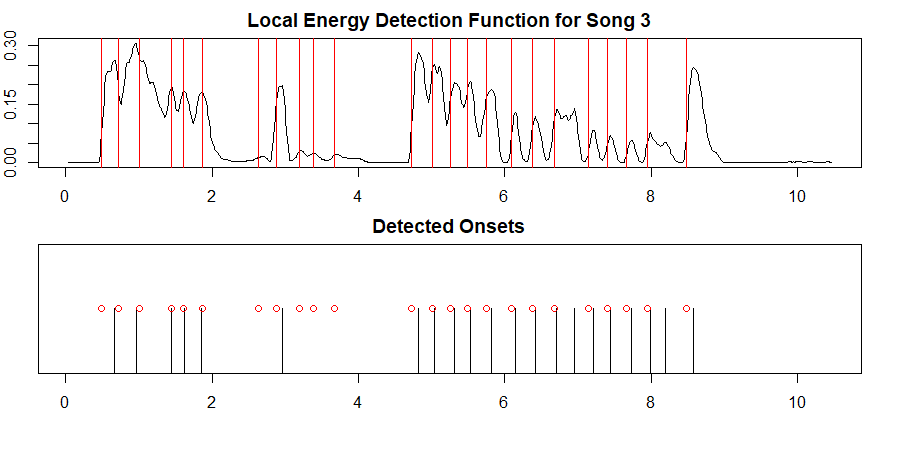 Local Energy Detection Function for Song 3
0.30
0.15
0.00
0 2 4 6 8 10
Detected Onsets
0 2 4 6 8 10